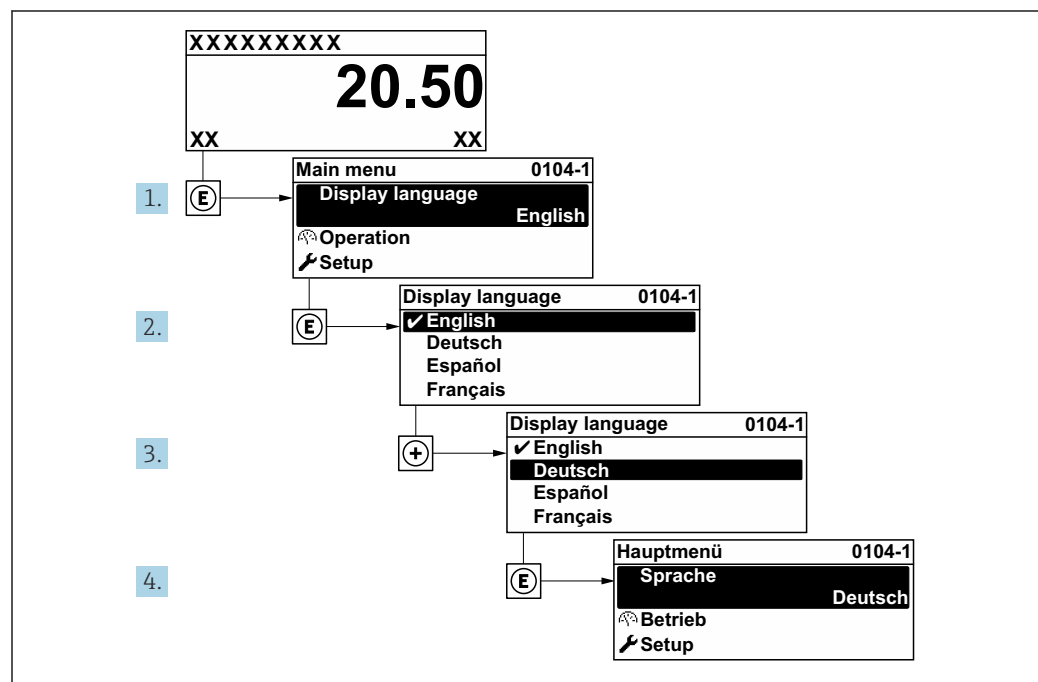 XXXXXXXXX
20.50
XX XX
1. E
Main menu 0104-1
Display language
English
Operation
Setup
2. E
Display language 0104-1
✔ English
Deutsch
Español
Français
3. +
Display language 0104-1
✔ English
Deutsch
Español
Français
4. E
Hauptmenü 0104-1
Sprache
Deutsch
Betrieb
Setup